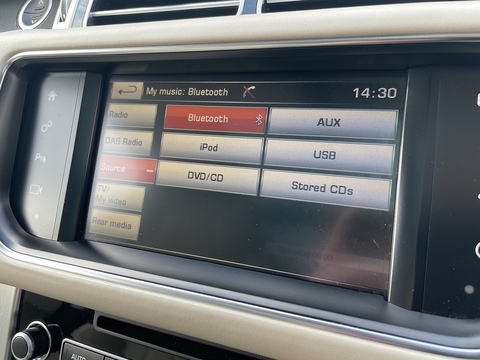 My music: Bluetooth
14:30
Radio
Bluetooth
AUX
DAB Radio
iPod
USB
Source
DVD/CD
Stored CDs
TV/
My video
Rear media
AUTO